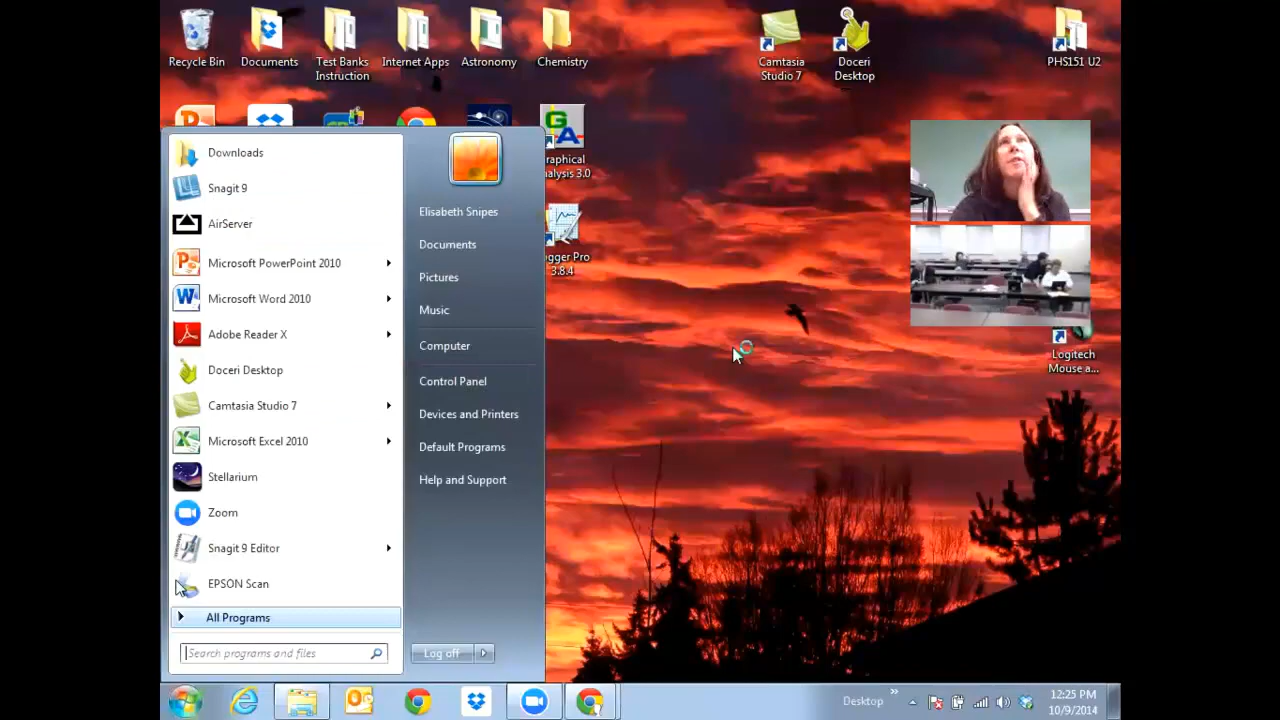 Recycle Bin
Documents
Test Banks
Instruction
Internet Apps
Astronomy
Chemistry
Camtasia
Studio 7
Doceri
Desktop
PHS151 U2
GA
raphical
nalysis 3.0
ogger Pro
3.8.4
Logitech
Mouse a...
Downloads
Snagit 9
AirServer
Microsoft PowerPoint 2010
Microsoft Word 2010
Adobe Reader X
Doceri Desktop
Camtasia Studio 7
Microsoft Excel 2010
Stellarium
Zoom
Snagit 9 Editor
EPSON Scan
All Programs
Search programs and files
Elisabeth Snipes
Documents
Pictures
Music
Computer
Control Panel
Devices and Printers
Default Programs
Help and Support
Log off
Desktop
12:25 PM
10/9/2014